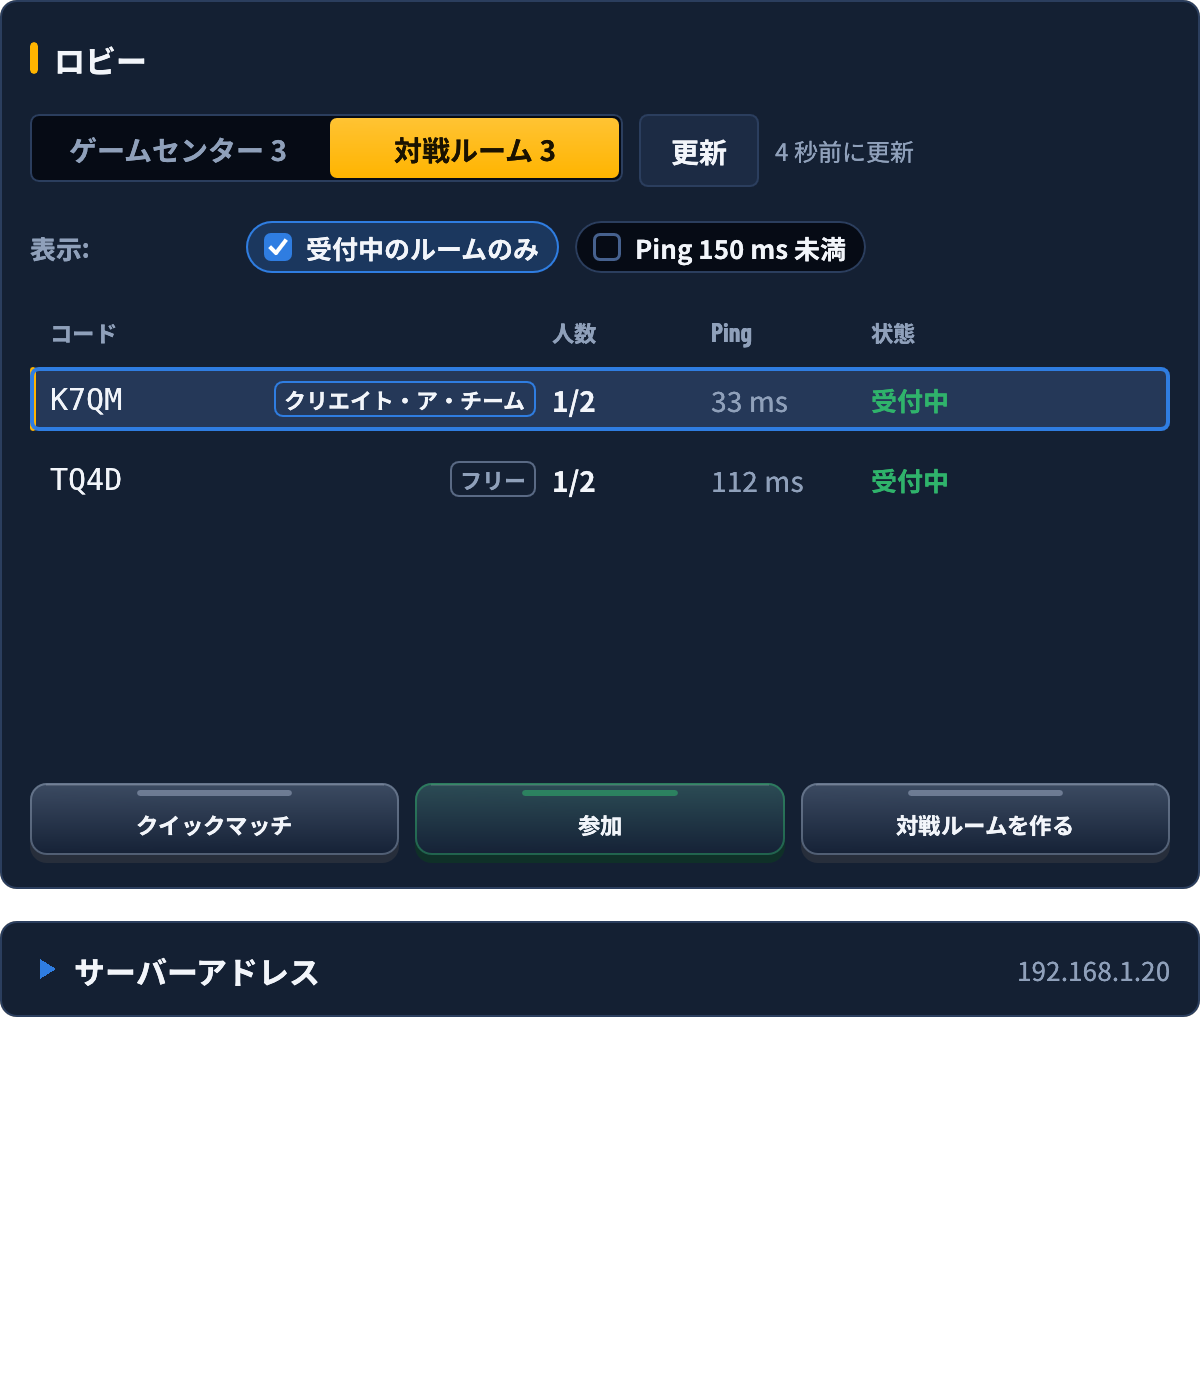 ロビー
ゲームセンター 3
対戦ルーム 3
更新
4 秒前に更新
表示:
受付中のルームのみ
Ping 150 ms 未満
コード 人数 Ping 状態
K7QM クリエイト・ア・チーム 1/2 33 ms 受付中
TQ4D フリー 1/2 112 ms 受付中
クイックマッチ
参加
対戦ルームを作る
サーバーアドレス
192.168.1.20